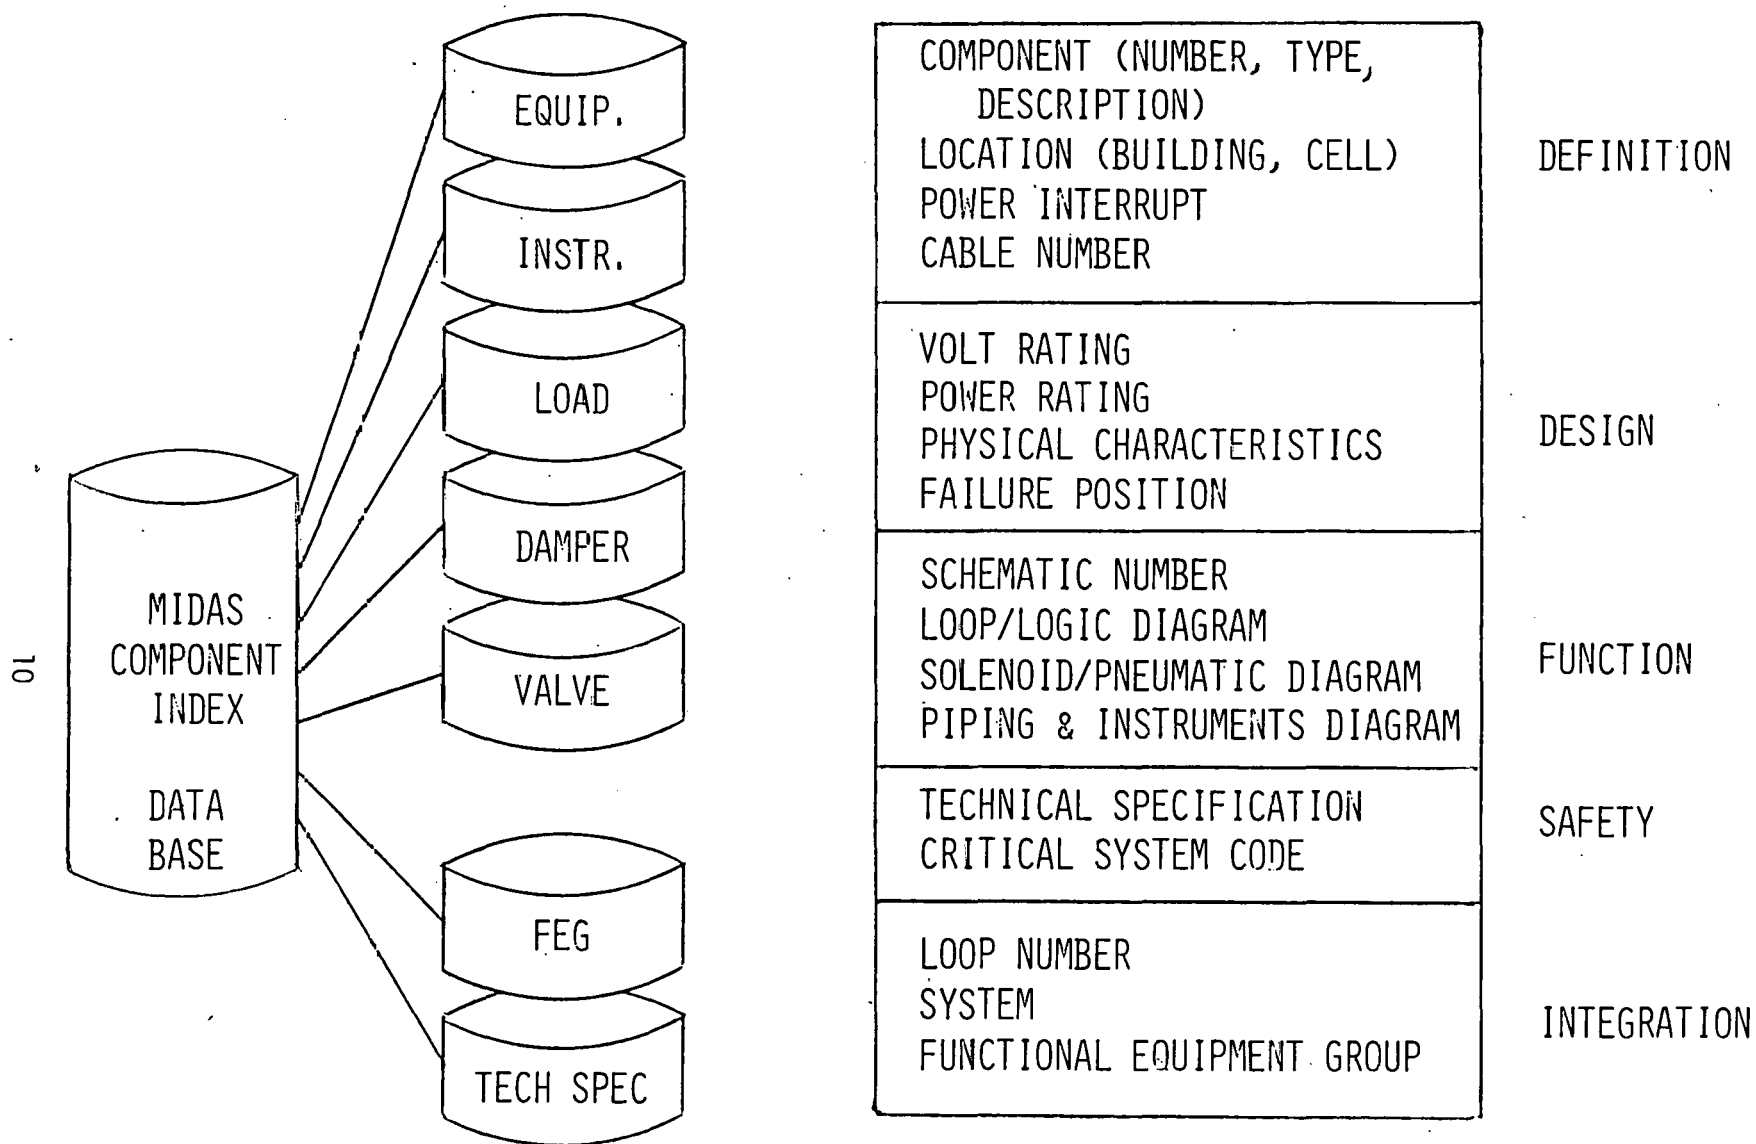 EQUIP.
INSTR.
LOAD
DAMPER
VALVE
FEG
TECH SPEC
MIDAS
COMPONENT
INDEX
DATA
BASE
10
COMPONENT (NUMBER, TYPE,
DESCRIPTION)
LOCATION (BUILDING, CELL)
POWER INTERRUPT
CABLE NUMBER
DEFINITION
VOLT RATING
POWER RATING
PHYSICAL CHARACTERISTICS
FAILURE POSITION
DESIGN
SCHEMATIC NUMBER
LOOP/LOGIC DIAGRAM
SOLENOID/PNEUMATIC DIAGRAM
PIPING & INSTRUMENTS DIAGRAM
FUNCTION
TECHNICAL SPECIFICATION
CRITICAL SYSTEM CODE
SAFETY
LOOP NUMBER
SYSTEM
FUNCTIONAL EQUIPMENT GROUP
INTEGRATION